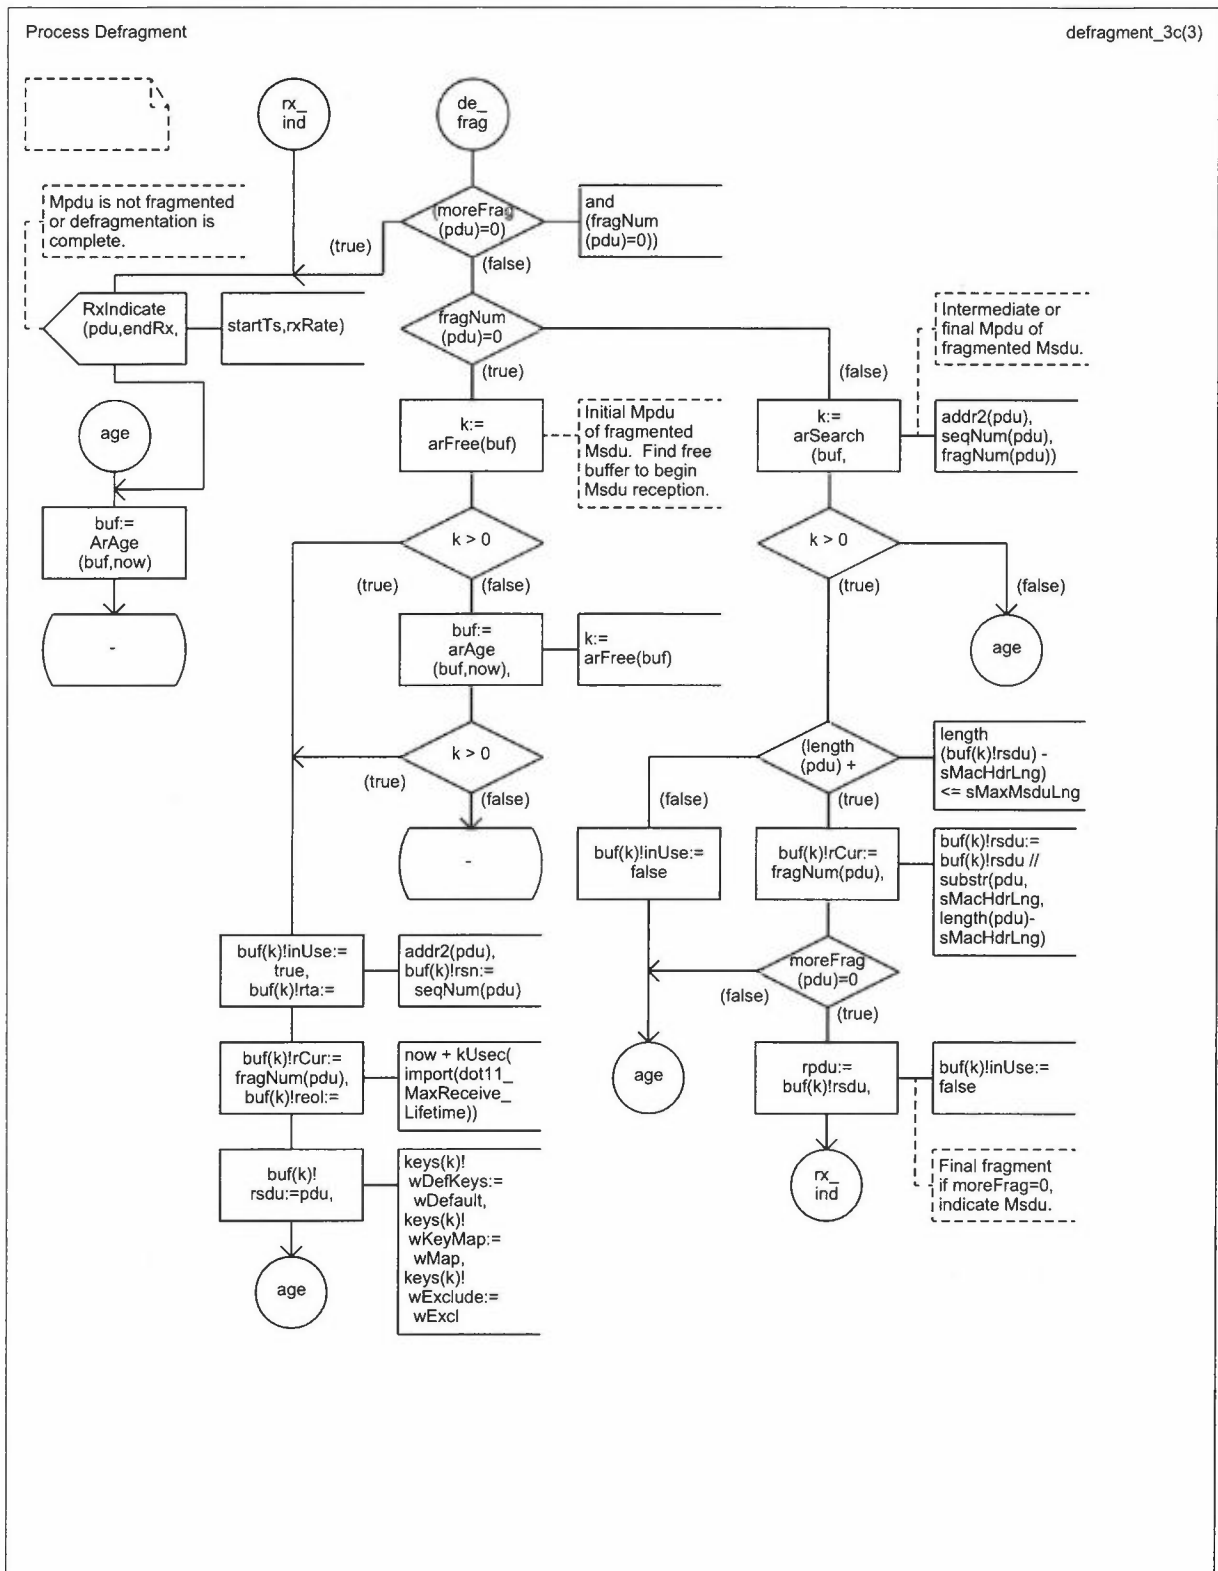 Process Defragment
defragment_3c(3)
rx_
ind
de_
frag
Mpdu is not fragmented
or defragmentation is
complete.
(moreFrag
(pdu)=0)
and
(fragNum
(pdu)=0))
(true)
(false)
RxIndicate
(pdu,endRx,
startTs,rxRate)
fragNum
(pdu)=0
Intermediate or
final Mpdu of
fragmented Msdu.
(true)
(false)
age
k:=
arFree(buf)
Initial Mpdu
of fragmented
Msdu. Find free
buffer to begin
Msdu reception.
k:=
arSearch
(buf,
addr2(pdu),
seqNum(pdu),
fragNum(pdu))
buf:=
ArAge
(buf,now)
k > 0
k > 0
(true)
(false)
(true)
(false)
-
buf:=
arAge
(buf,now),
k:=
arFree(buf)
age
k > 0
(true)
(false)
(length
(pdu) +
length
(buf(k)!rsdu) -
sMacHdrLng)
<= sMaxMsduLng
(false)
(true)
-
buf(k)!inUse:=
false
buf(k)!rCur:=
fragNum(pdu),
buf(k)!rsdu:=
buf(k)!rsdu //
substr(pdu,
sMacHdrLng,
length(pdu)-
sMacHdrLng)
buf(k)!inUse:=
true,
buf(k)!rta:=
addr2(pdu),
buf(k)!rsn:=
seqNum(pdu)
moreFrag
(pdu)=0
(false)
(true)
buf(k)!rCur:=
fragNum(pdu),
buf(k)!reol:=
now + kUsec(
import(dot11_
MaxReceive_
Lifetime))
age
rpdu:=
buf(k)!rsdu,
buf(k)!inUse:=
false
buf(k)!
rsdu:=pdu,
keys(k)!
wDefKeys:=
wDefault,
keys(k)!
wKeyMap:=
wMap,
keys(k)!
wExclude:=
wExcl
rx_
ind
Final fragment
if moreFrag=0,
indicate Msdu.
age